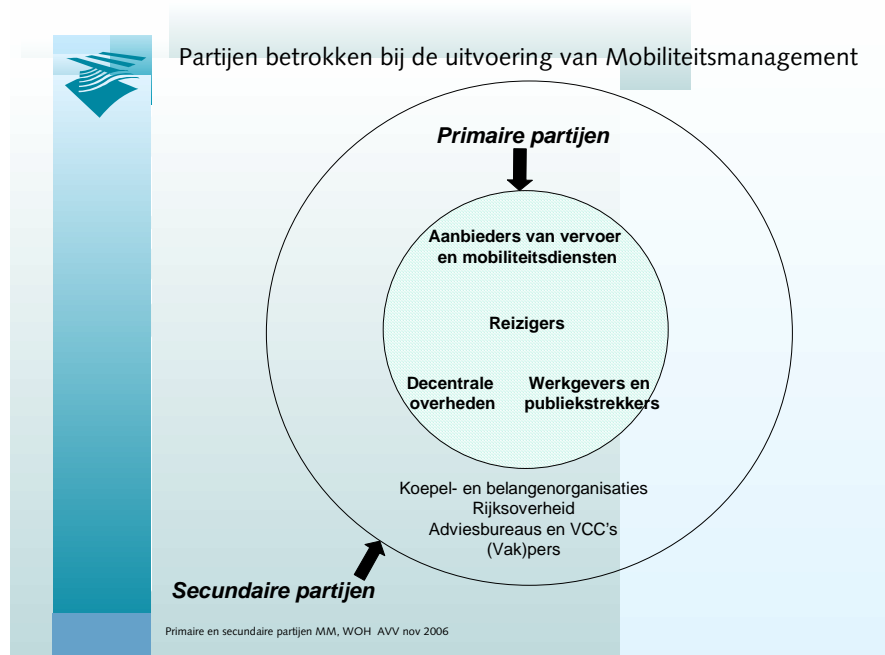 Partijen betrokken bij de uitvoering van Mobiliteitsmanagement
Primaire partijen
Aanbieders van vervoer
en mobiliteitsdiensten
Reizigers
Decentrale
overheden
Werkgevers en
publiekstrekkers
Koepel- en belangenorganisaties
Rijksoverheid
Adviesbureaus en VCC's
(Vak)pers
Secundaire partijen
Primaire en secundaire partijen MM, WOH AVV nov 2006